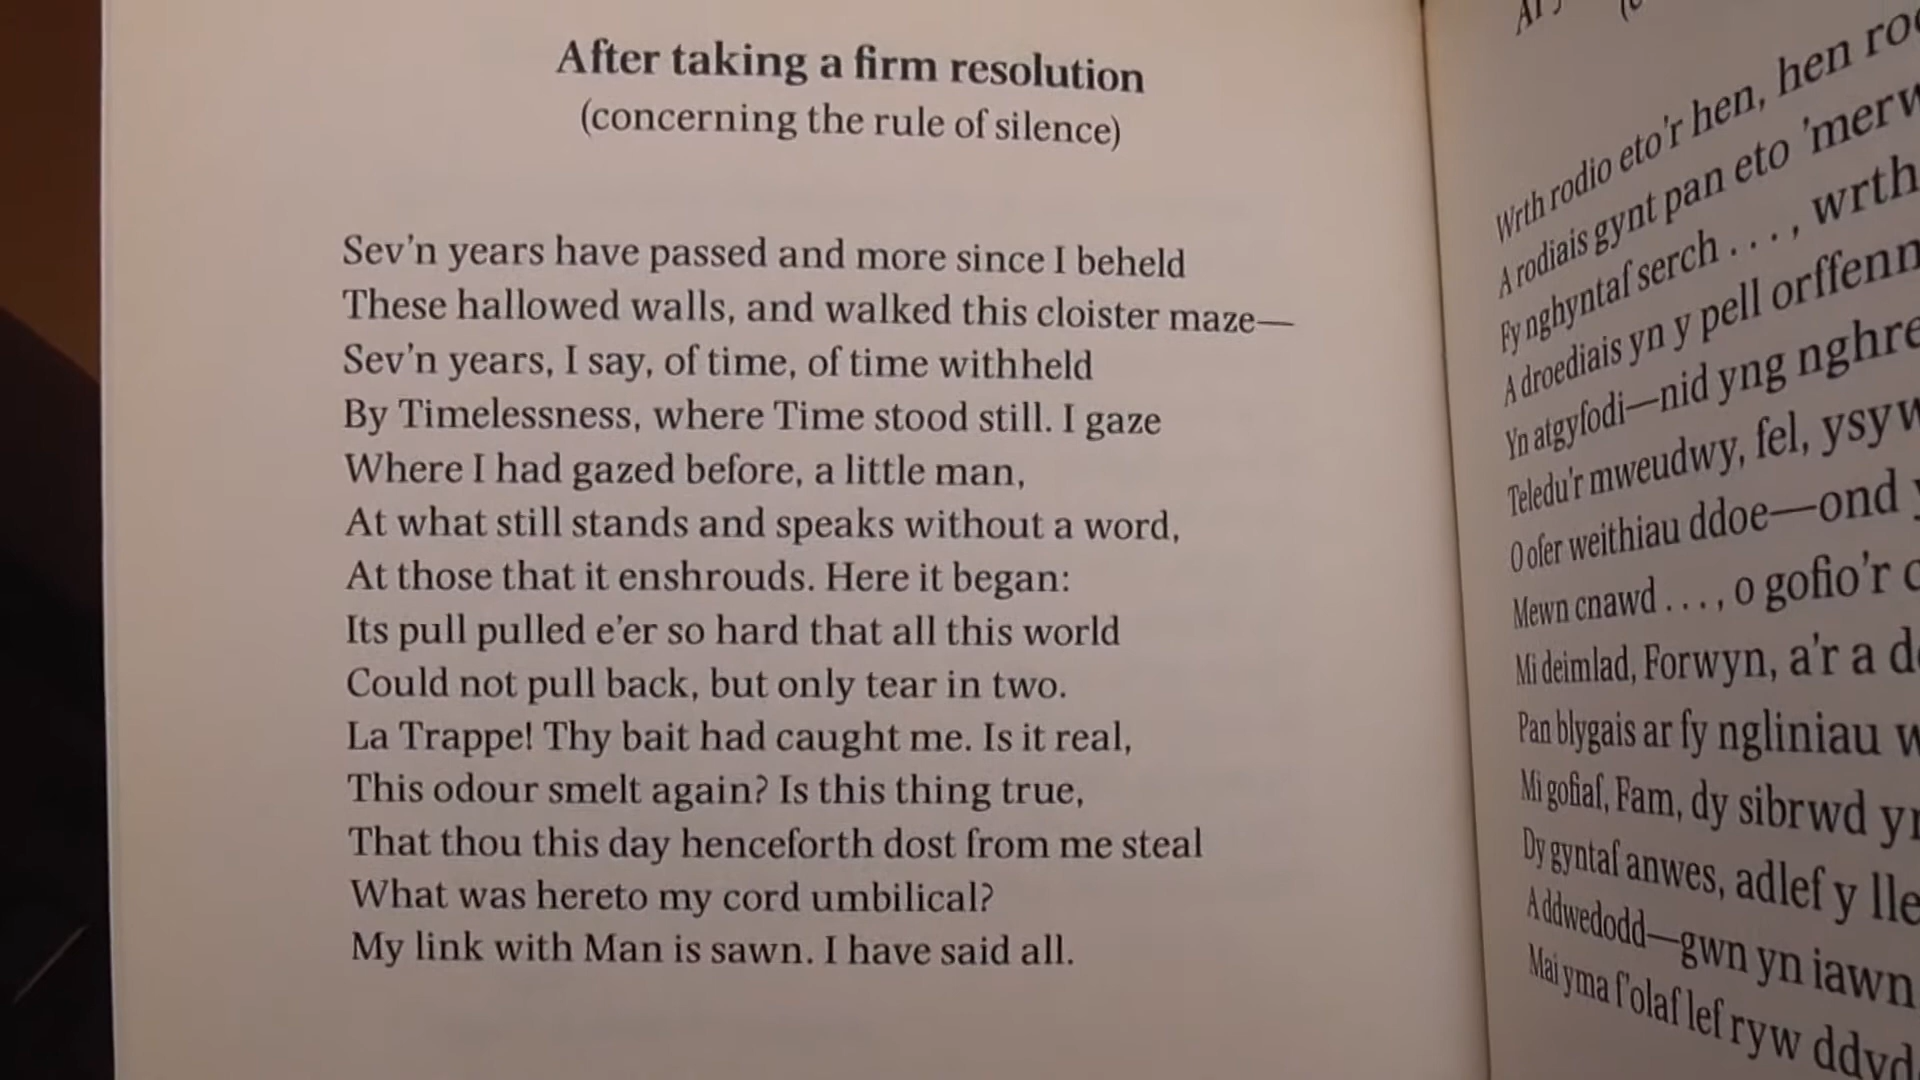 After taking a firm resolution
(concerning the rule of silence)
Sev’n years have passed and more since I beheld
These hallowed walls, and walked this cloister maze—
Sev’n years, I say, of time, of time withheld
By Timelessness, where Time stood still. I gaze
Where I had gazed before, a little man,
At what still stands and speaks without a word,
At those that it enshrouds. Here it began:
Its pull pulled e’er so hard that all this world
Could not pull back, but only tear in two.
La Trappe! Thy bait had caught me. Is it real,
This odour smelt again? Is this thing true,
That thou this day henceforth dost from me steal
What was hereto my cord umbilical?
My link with Man is sawn. I have said all.
Wrth rodio eto’r hen, hen
A rodiais gynt pan eto
Fy nghyntaf serch . . . , wrth
A droediais yn y pell
Yn atgyfodi—nid yng
Teledu’r mweudwy, fel,
O ofer weithiau ddoe—ond
Mewn cnawd . . . , o gofio’r
Mi deimlad, Forwyn, a’r a
Pan blygais ar fy ngliniau
Mi gofiaf, Fam, dy sibrwd
Dy gyntaf anwes, adlef y
A ddwedodd—gwn yn iawn
Mai yma f’olaf lef ryw